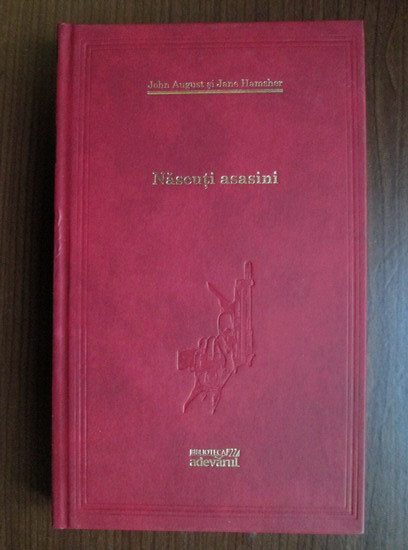 John August și Jane Hamsher
Născuți asasini
BIBLIOTECA
adevărul